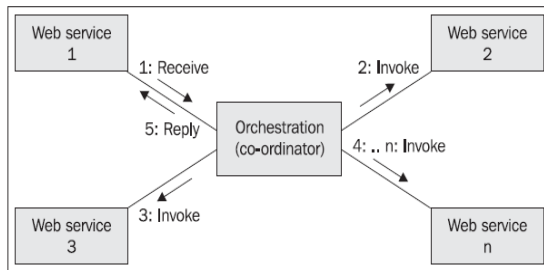 Web service
1
Web service
2
1: Receive
2: Invoke
5: Reply
Orchestration
(co-ordinator)
4: .. n: Invoke
3: Invoke
Web service
3
Web service
n